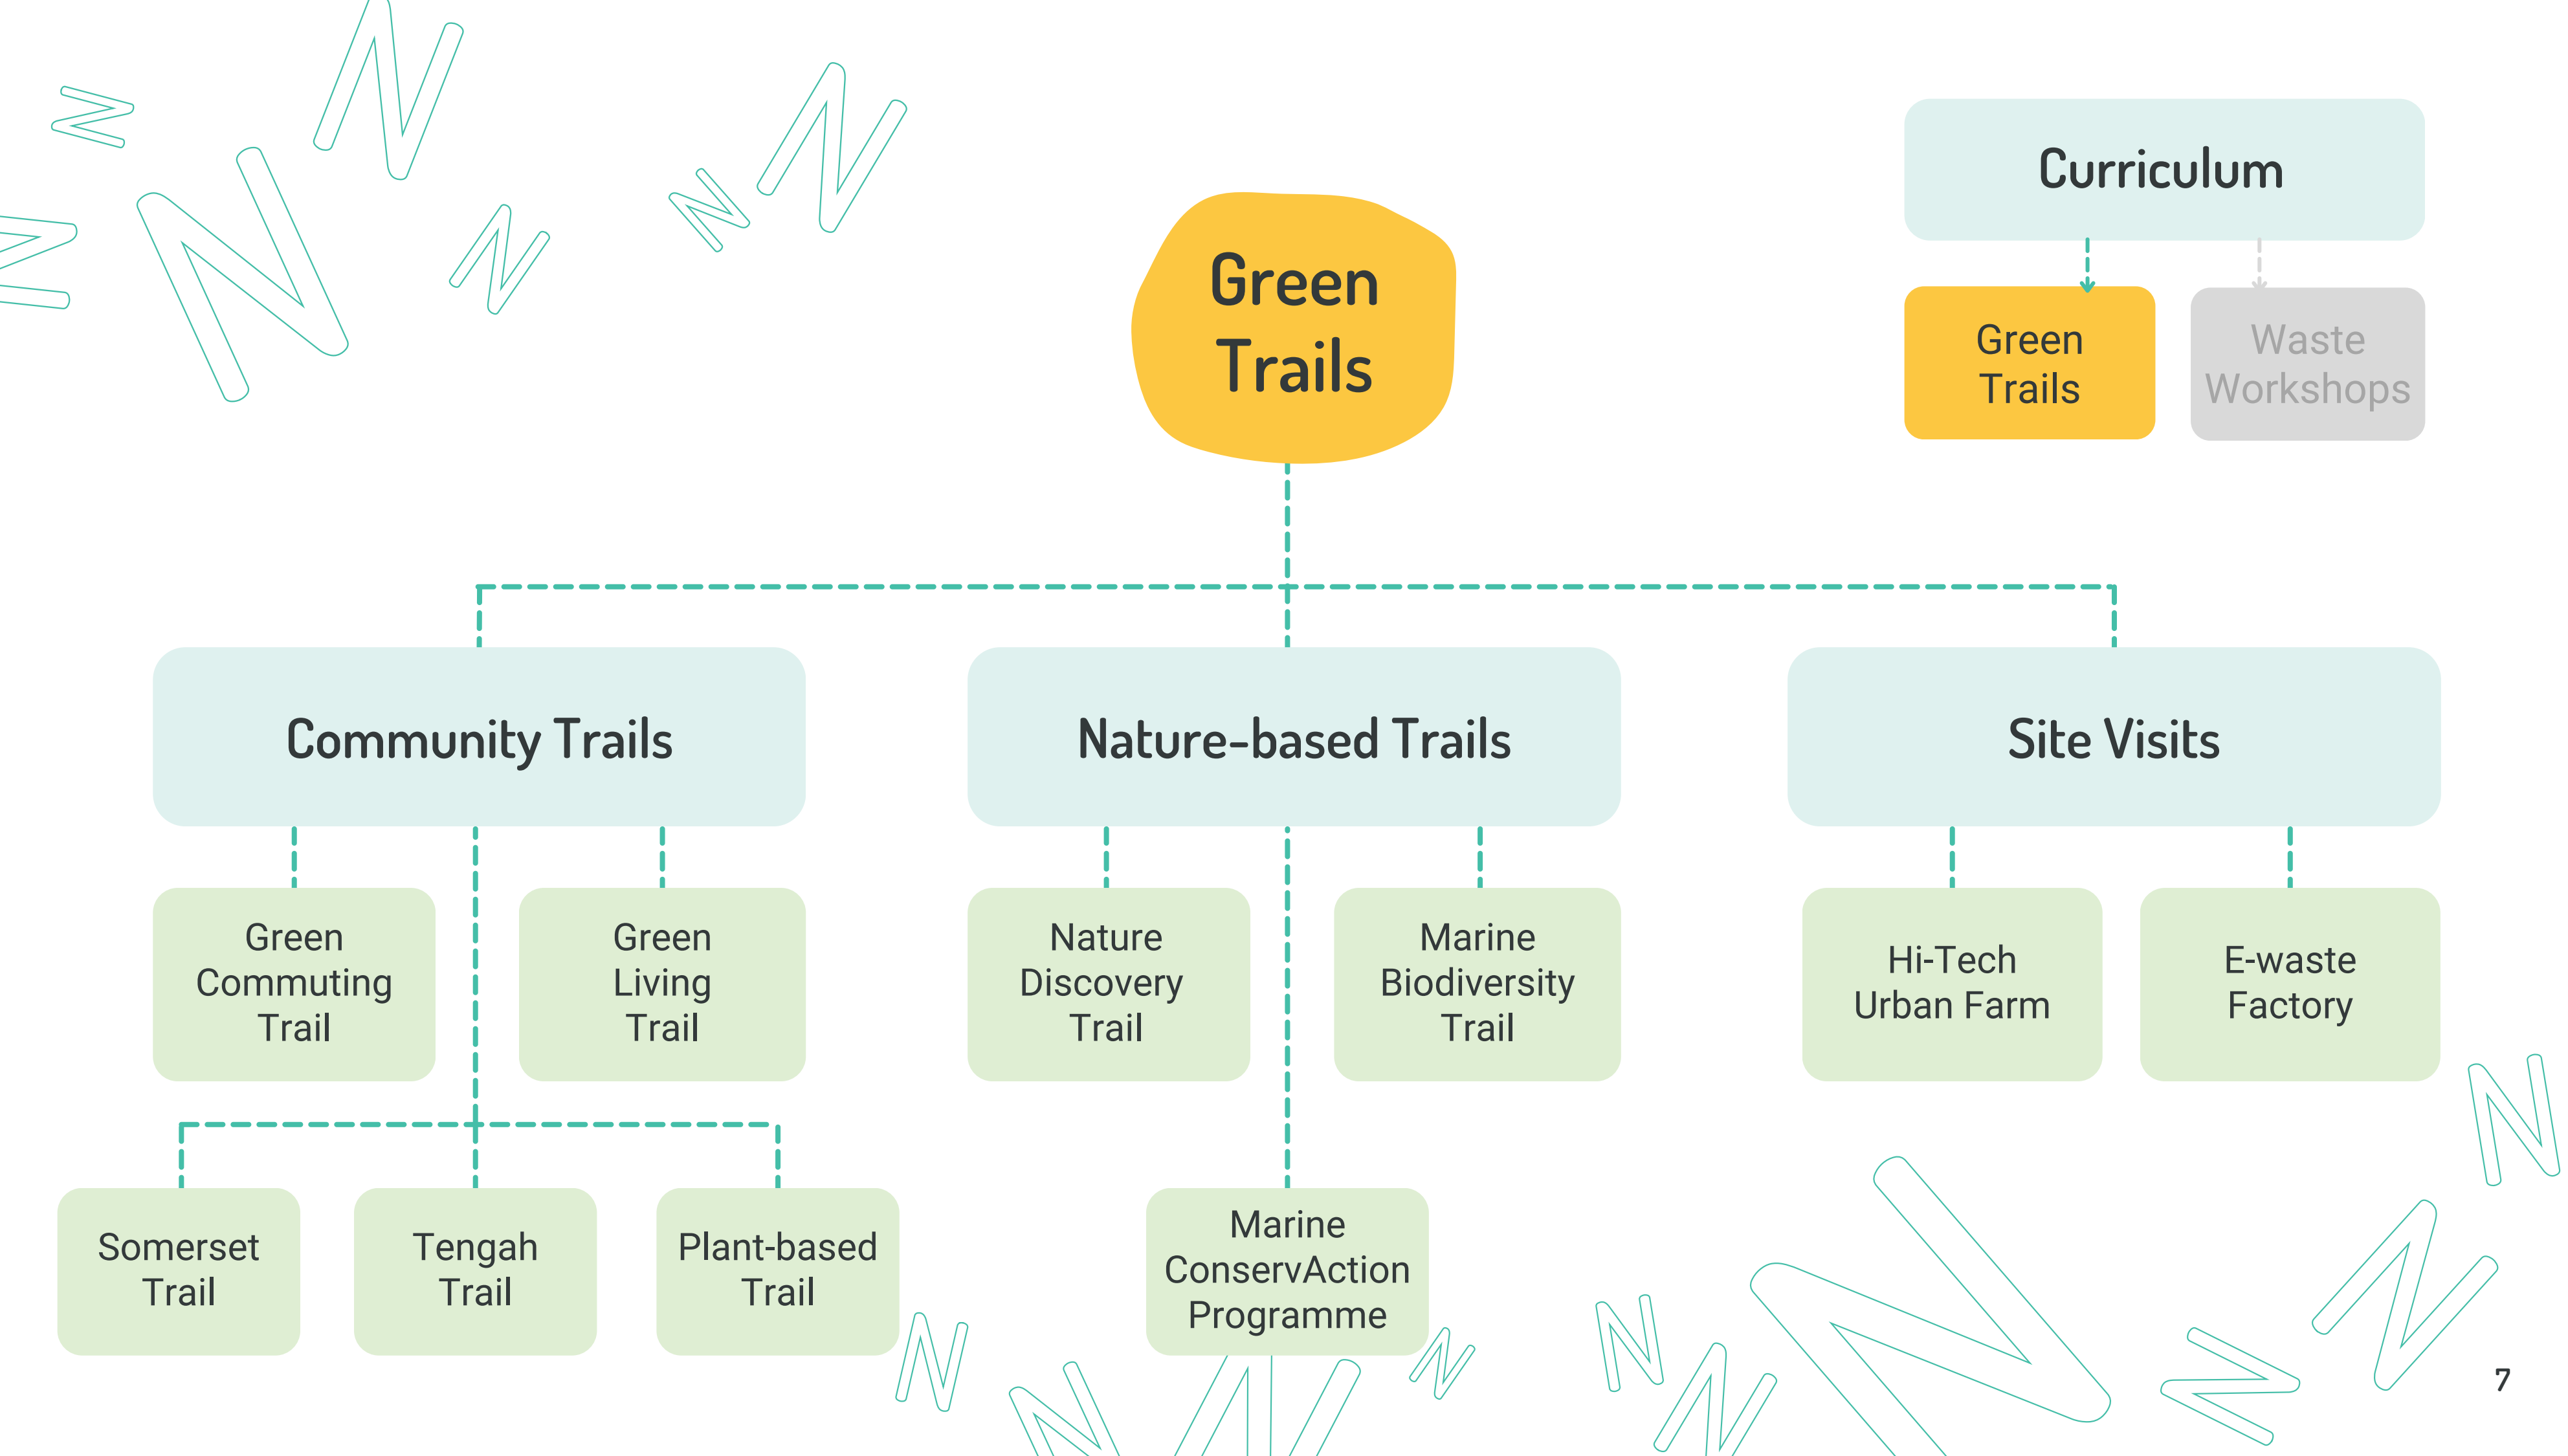 Curriculum
Green
Trails
Waste
Workshops
Green
Trails
Community Trails
Nature-based Trails
Site Visits
Green
Commuting
Trail
Green
Living
Trail
Nature
Discovery
Trail
Marine
Biodiversity
Trail
Hi-Tech
Urban Farm
E-waste
Factory
Somerset
Trail
Tengah
Trail
Plant-based
Trail
Marine
ConservAction
Programme
7